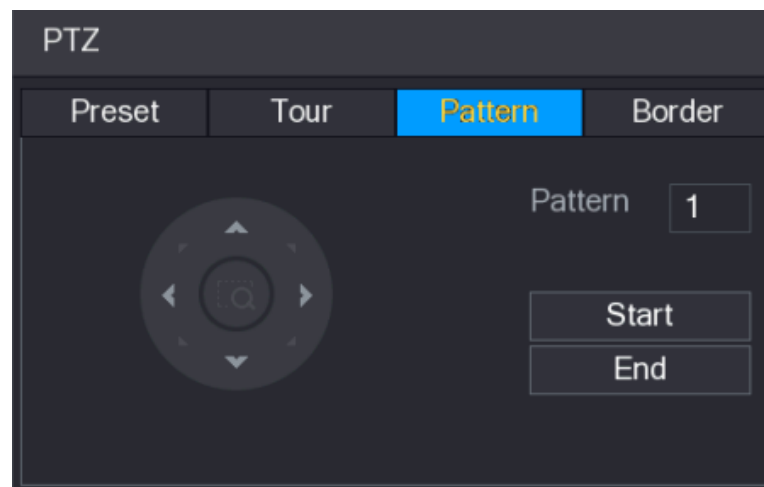 PTZ
Preset Tour Pattern Border
Pattern 1
Start
End